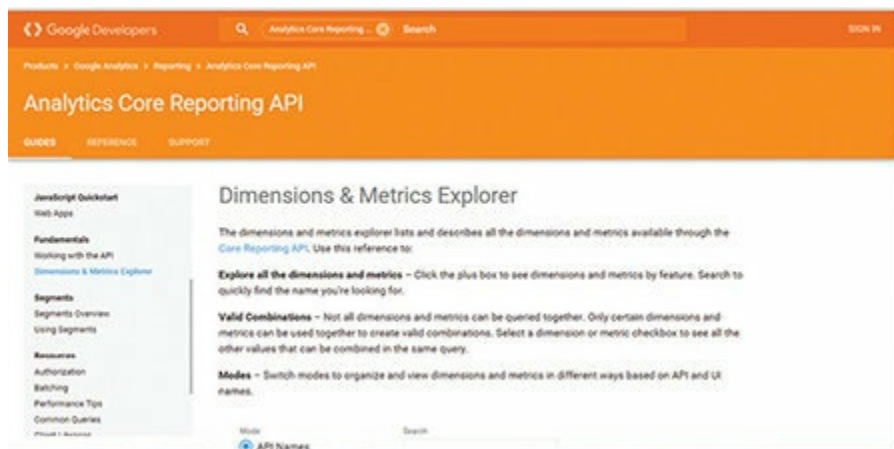 Google Developers
Analytics Core Reporting ...
Search
SIGN IN
Products > Google Analytics > Reporting > Analytics Core Reporting API
Analytics Core Reporting API
GUIDES REFERENCE SUPPORT
JavaScript Quickstart
Web Apps
Fundamentals
Working with the API
Dimensions & Metrics Explorer
Segments
Segments Overview
Using Segments
Resources
Authorization
Batching
Performance Tips
Common Queries
Client Libraries
Dimensions & Metrics Explorer
The dimensions and metrics explorer lists and describes all the dimensions and metrics available through the
Core Reporting API. Use this reference to:
Explore all the dimensions and metrics – Click the plus box to see dimensions and metrics by feature. Search to
quickly find the name you're looking for.
Valid Combinations – Not all dimensions and metrics can be queried together. Only certain dimensions and
metrics can be used together to create valid combinations. Select a dimension or metric checkbox to see all the
other values that can be combined in the same query.
Modes – Switch modes to organize and view dimensions and metrics in different ways based on API and UI
names.
Mode
Search
API Names